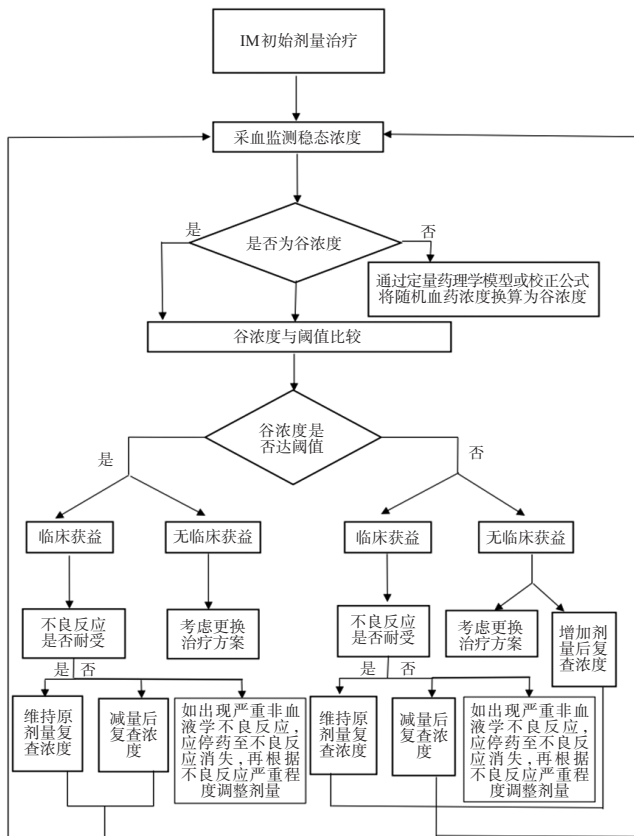 IM初始剂量治疗
采血监测稳态浓度
是
是否为谷浓度
否
通过定量药理学模型或校正公式
将随机血药浓度换算为谷浓度
谷浓度与阈值比较
谷浓度是
否达阈值
是
否
临床获益
无临床获益
临床获益
无临床获益
不良反应
是否耐受
考虑更换
治疗方案
不良反应
是否耐受
考虑更换
治疗方案
增加剂
量后复
查浓度
是
否
是
否
维持原
剂量复
查浓度
减量后
复查浓
度
如出现严重非血
液学不良反应，
应停药至不良反
应消失，再根据
不良反应严重程
度调整剂量
维持原
剂量复
查浓度
减量后
复查浓
度
如出现严重非血
液学不良反应，
应停药至不良反
应消失，再根据
不良反应严重程
度调整剂量